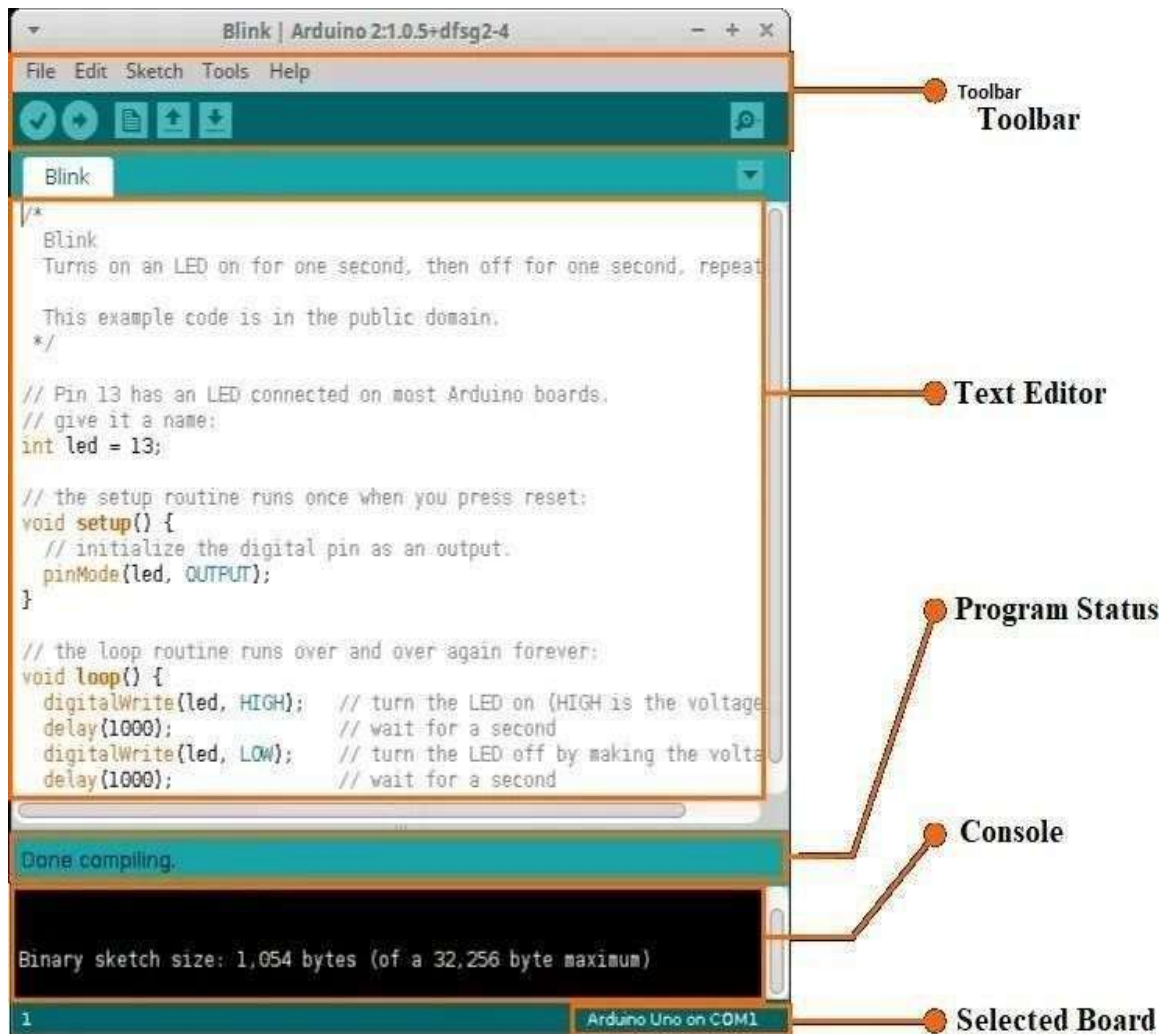 Blink | Arduino 2:1.0.5+dfsg2-4
File Edit Sketch Tools Help
Toolbar
Toolbar
Blink
/*
Blink
Turns on an LED on for one second, then off for one second, repeat
This example code is in the public domain.
*/
// Pin 13 has an LED connected on most Arduino boards.
// give it a name:
int led = 13;
// the setup routine runs once when you press reset:
void setup() {
// initialize the digital pin as an output.
pinMode(led, OUTPUT);
}
// the loop routine runs over and over again forever:
void loop() {
digitalWrite(led, HIGH); // turn the LED on (HIGH is the voltage
delay(1000); // wait for a second
digitalWrite(led, LOW); // turn the LED off by making the volta
delay(1000); // wait for a second
Text Editor
Program Status
Console
Done compiling.
Binary sketch size: 1,054 bytes (of a 32,256 byte maximum)
1
Arduino Uno on COM1
Selected Board